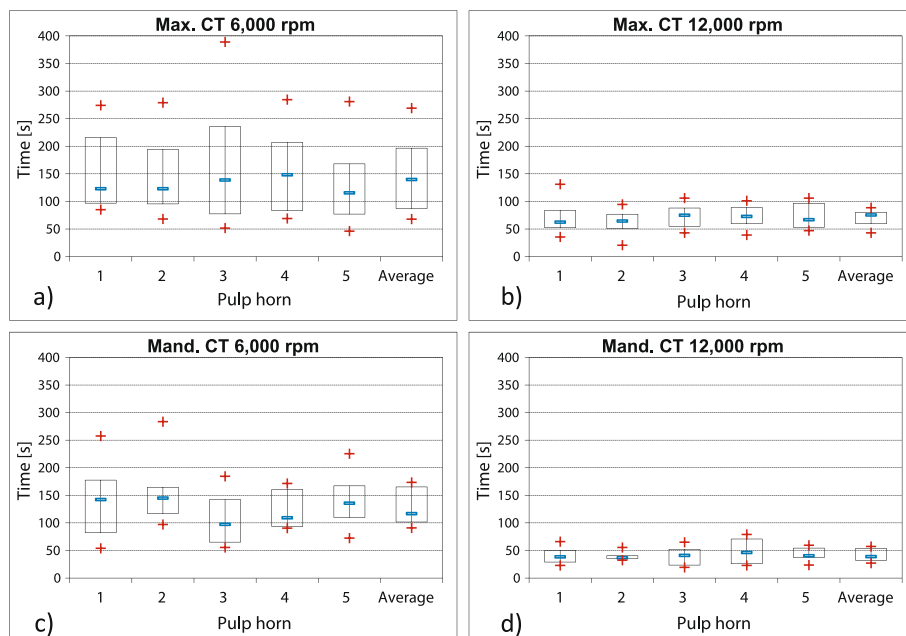 Max. CT 6,000 rpm
400
350
300
250
200
150
100
50
0
Time [s]
1 2 3 4 5 Average
Pulp horn
a)
Max. CT 12,000 rpm
400
350
300
250
200
150
100
50
0
Time [s]
1 2 3 4 5 Average
Pulp horn
b)
Mand. CT 6,000 rpm
400
350
300
250
200
150
100
50
0
Time [s]
1 2 3 4 5 Average
Pulp horn
c)
Mand. CT 12,000 rpm
400
350
300
250
200
150
100
50
0
Time [s]
1 2 3 4 5 Average
Pulp horn
d)